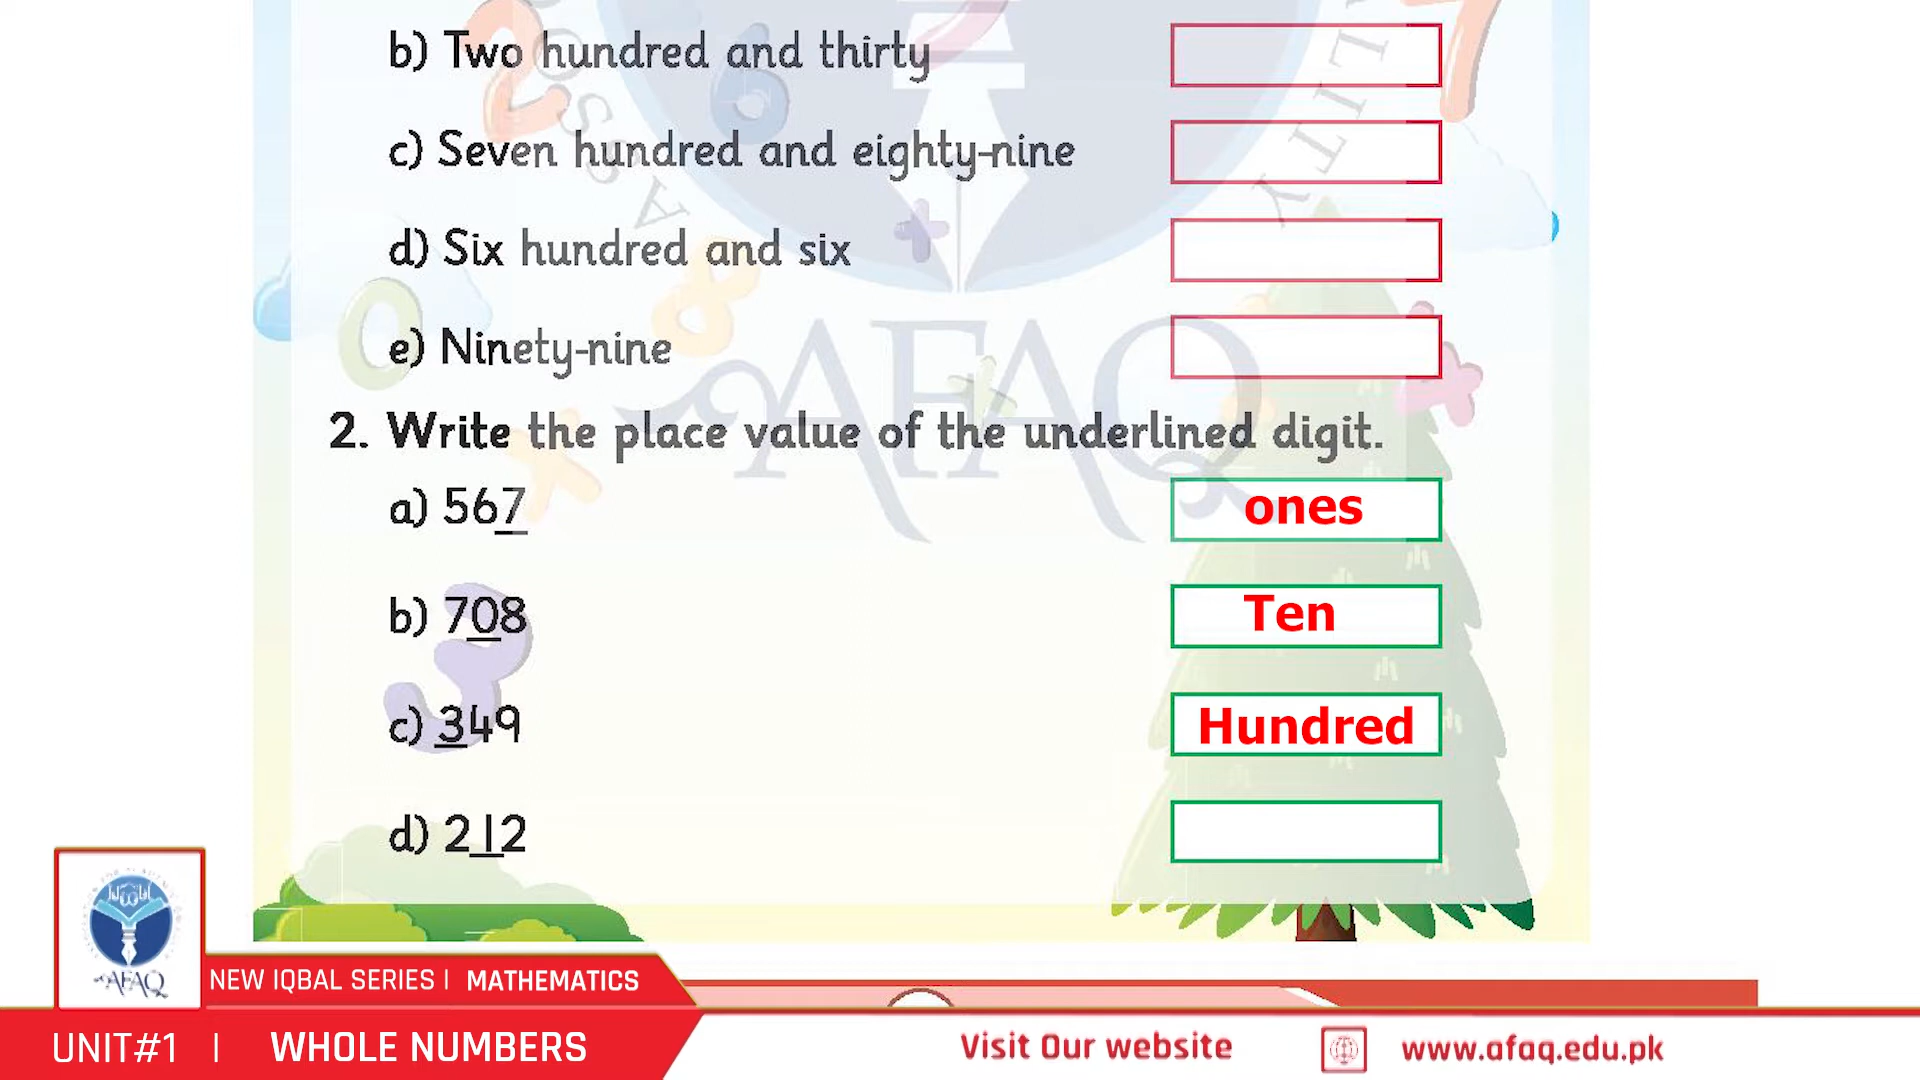 b) Two hundred and thirty
c) Seven hundred and eighty-nine
d) Six hundred and six
e) Ninety-nine
2. Write the place value of the underlined digit.
a) 567 ones
b) 708 Ten
c) 349 Hundred
d) 212
AFAQ
AFAQ
NEW IQBAL SERIES | MATHEMATICS
UNIT#1 | WHOLE NUMBERS
Visit Our website www.afaq.edu.pk